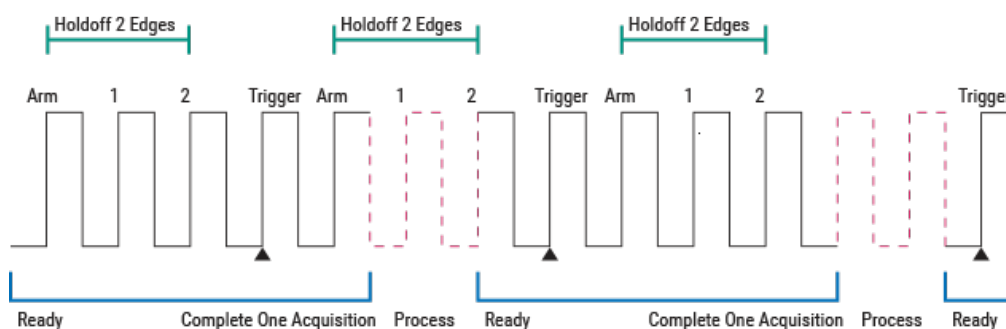 Holdoff 2 Edges Holdoff 2 Edges Holdoff 2 Edges
Arm 1 2 Trigger Arm 1 2 Trigger Arm 1 2 Trigger
Ready Complete One Acquisition Process Ready Complete One Acquisition Process Ready